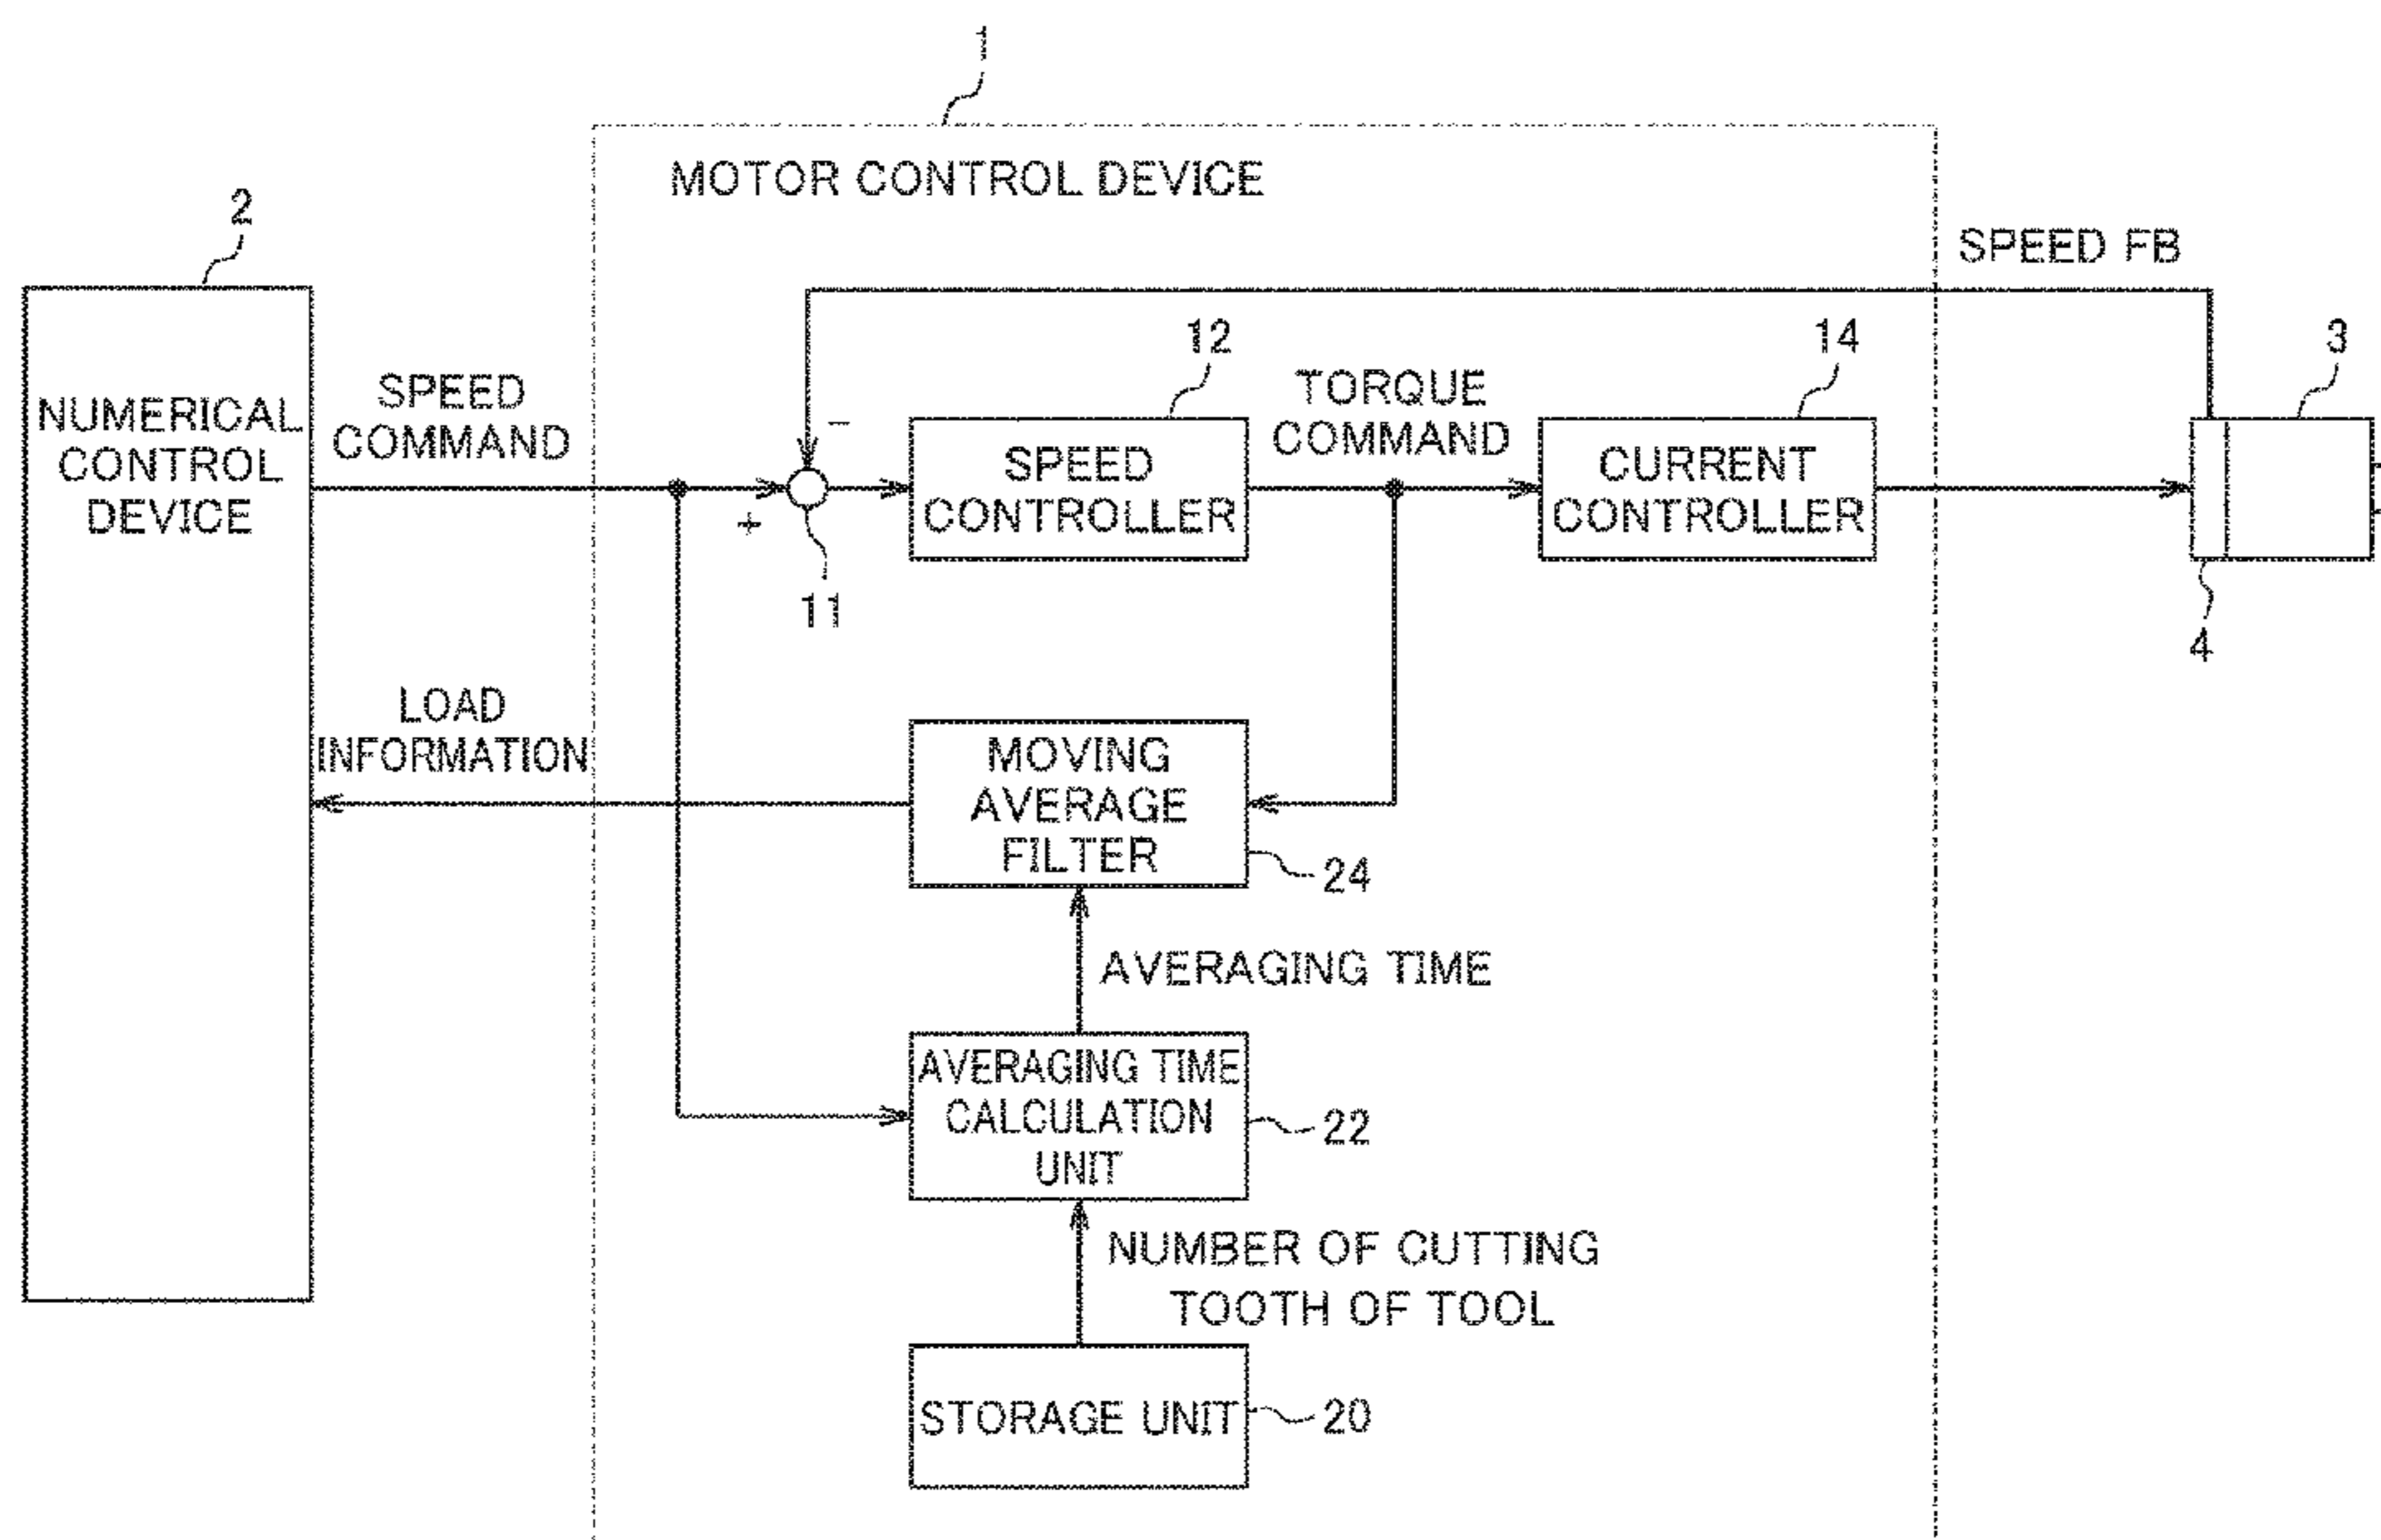 1
MOTOR CONTROL DEVICE
2
SPEED FB
12
14
3
NUMERICAL
CONTROL
DEVICE
SPEED
COMMAND
−
+
11
SPEED
CONTROLLER
TORQUE
COMMAND
CURRENT
CONTROLLER
4
LOAD
INFORMATION
MOVING
AVERAGE
FILTER
24
AVERAGING TIME
AVERAGING TIME
CALCULATION
UNIT
22
NUMBER OF CUTTING
TOOTH OF TOOL
STORAGE UNIT
20